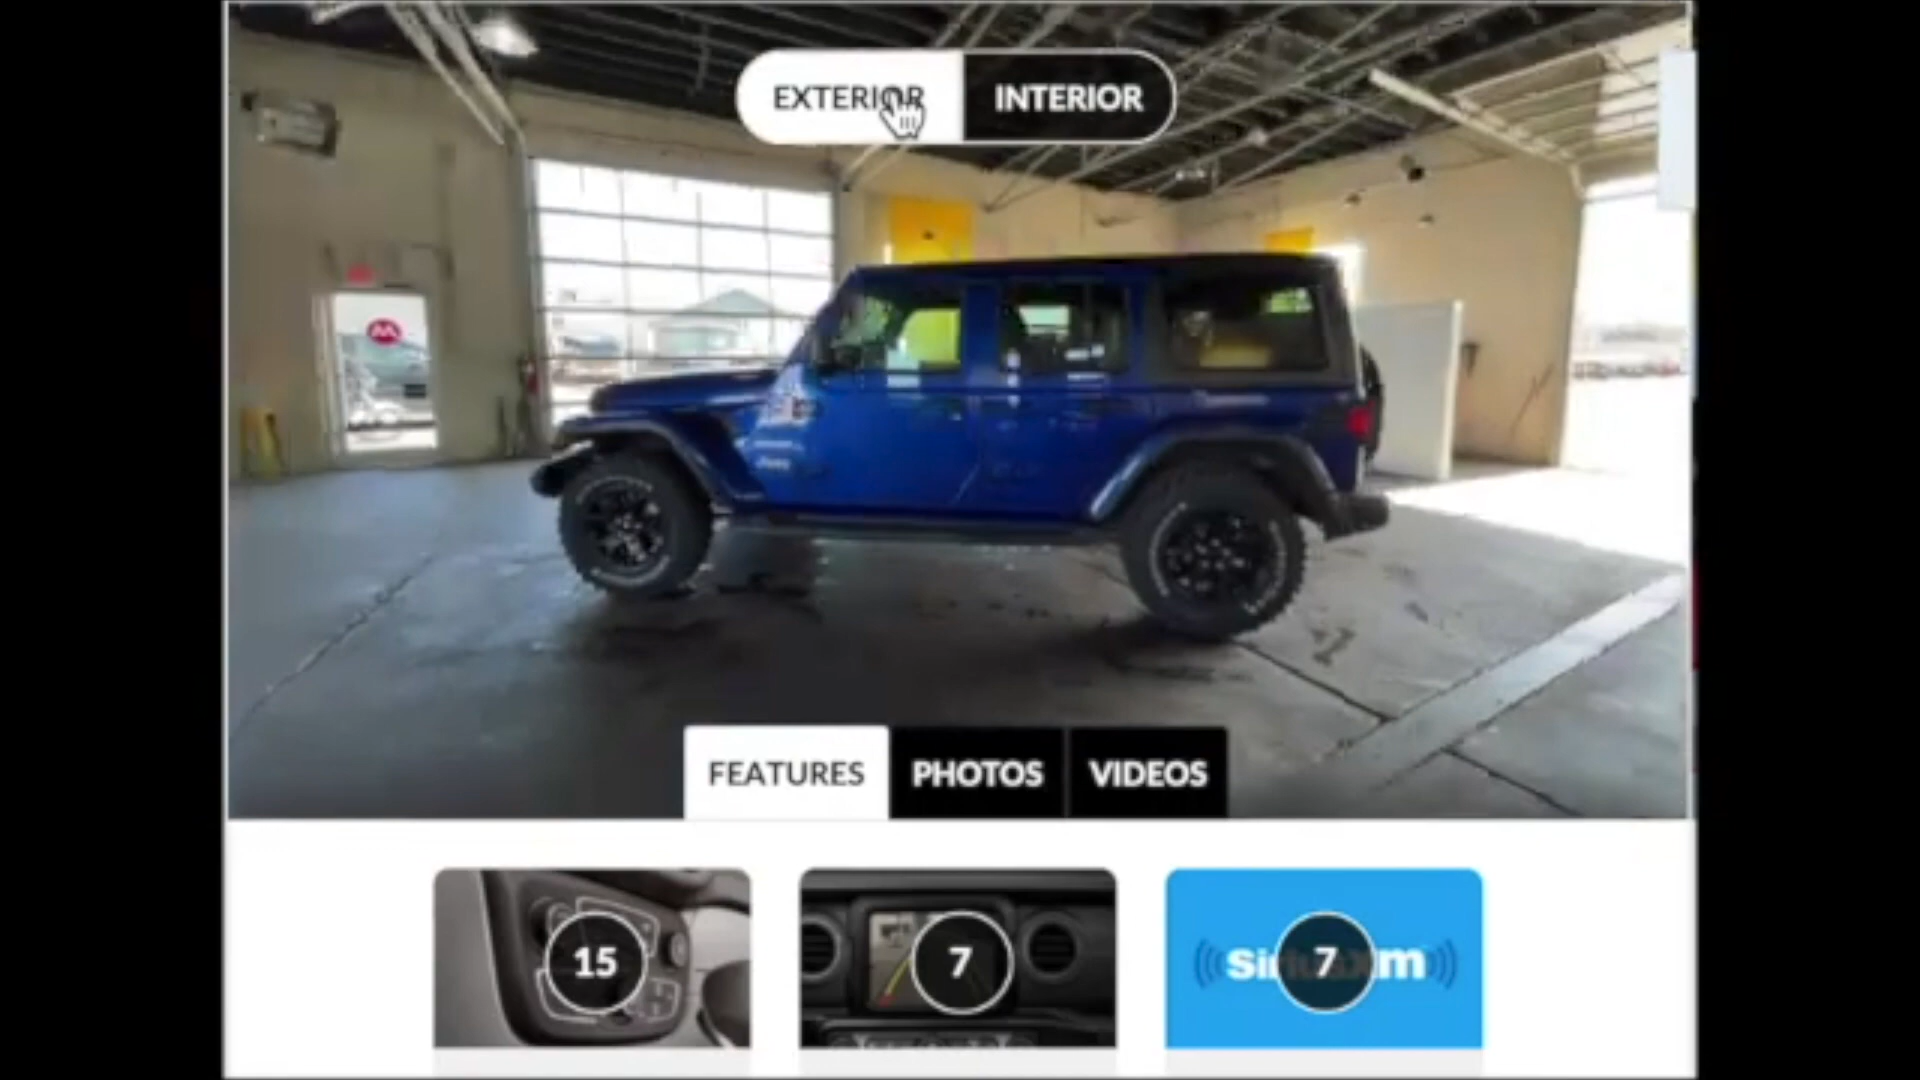 EXTERIOR
INTERIOR
FEATURES
PHOTOS
VIDEOS
15
7
7